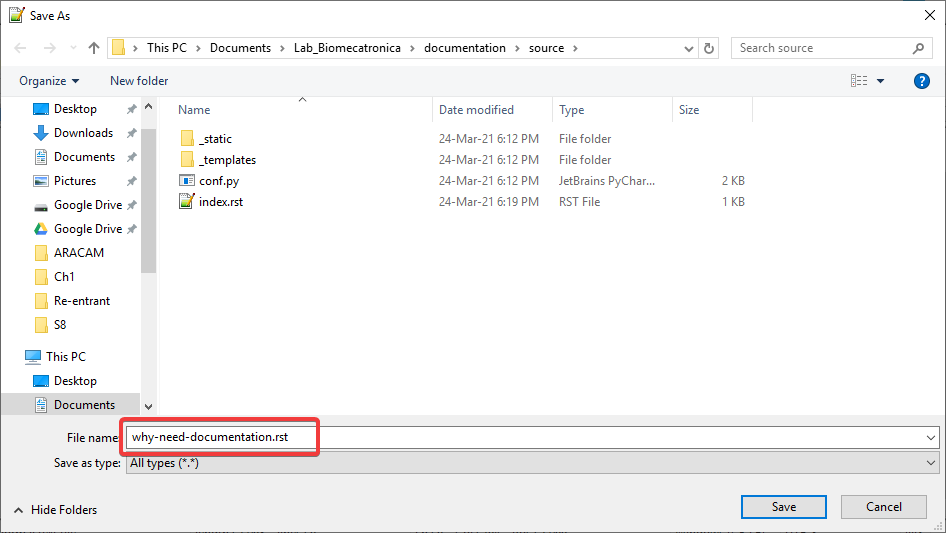 Save As
This PC > Documents > Lab_Biomecatronica > documentation > source >
Search source
Organize
New folder
?
Desktop
Downloads
Documents
Pictures
Google Drive
Google Drive
ARACAM
Ch1
Re-entrant
S8
This PC
Desktop
Documents
Name Date modified Type Size
_static 24-Mar-21 6:12 PM File folder
_templates 24-Mar-21 6:12 PM File folder
conf.py 24-Mar-21 6:12 PM JetBrains PyChar... 2 KB
index.rst 24-Mar-21 6:19 PM RST File 1 KB
File name: why-need-documentation.rst
Save as type: All types (*.*)
Hide Folders
Save
Cancel